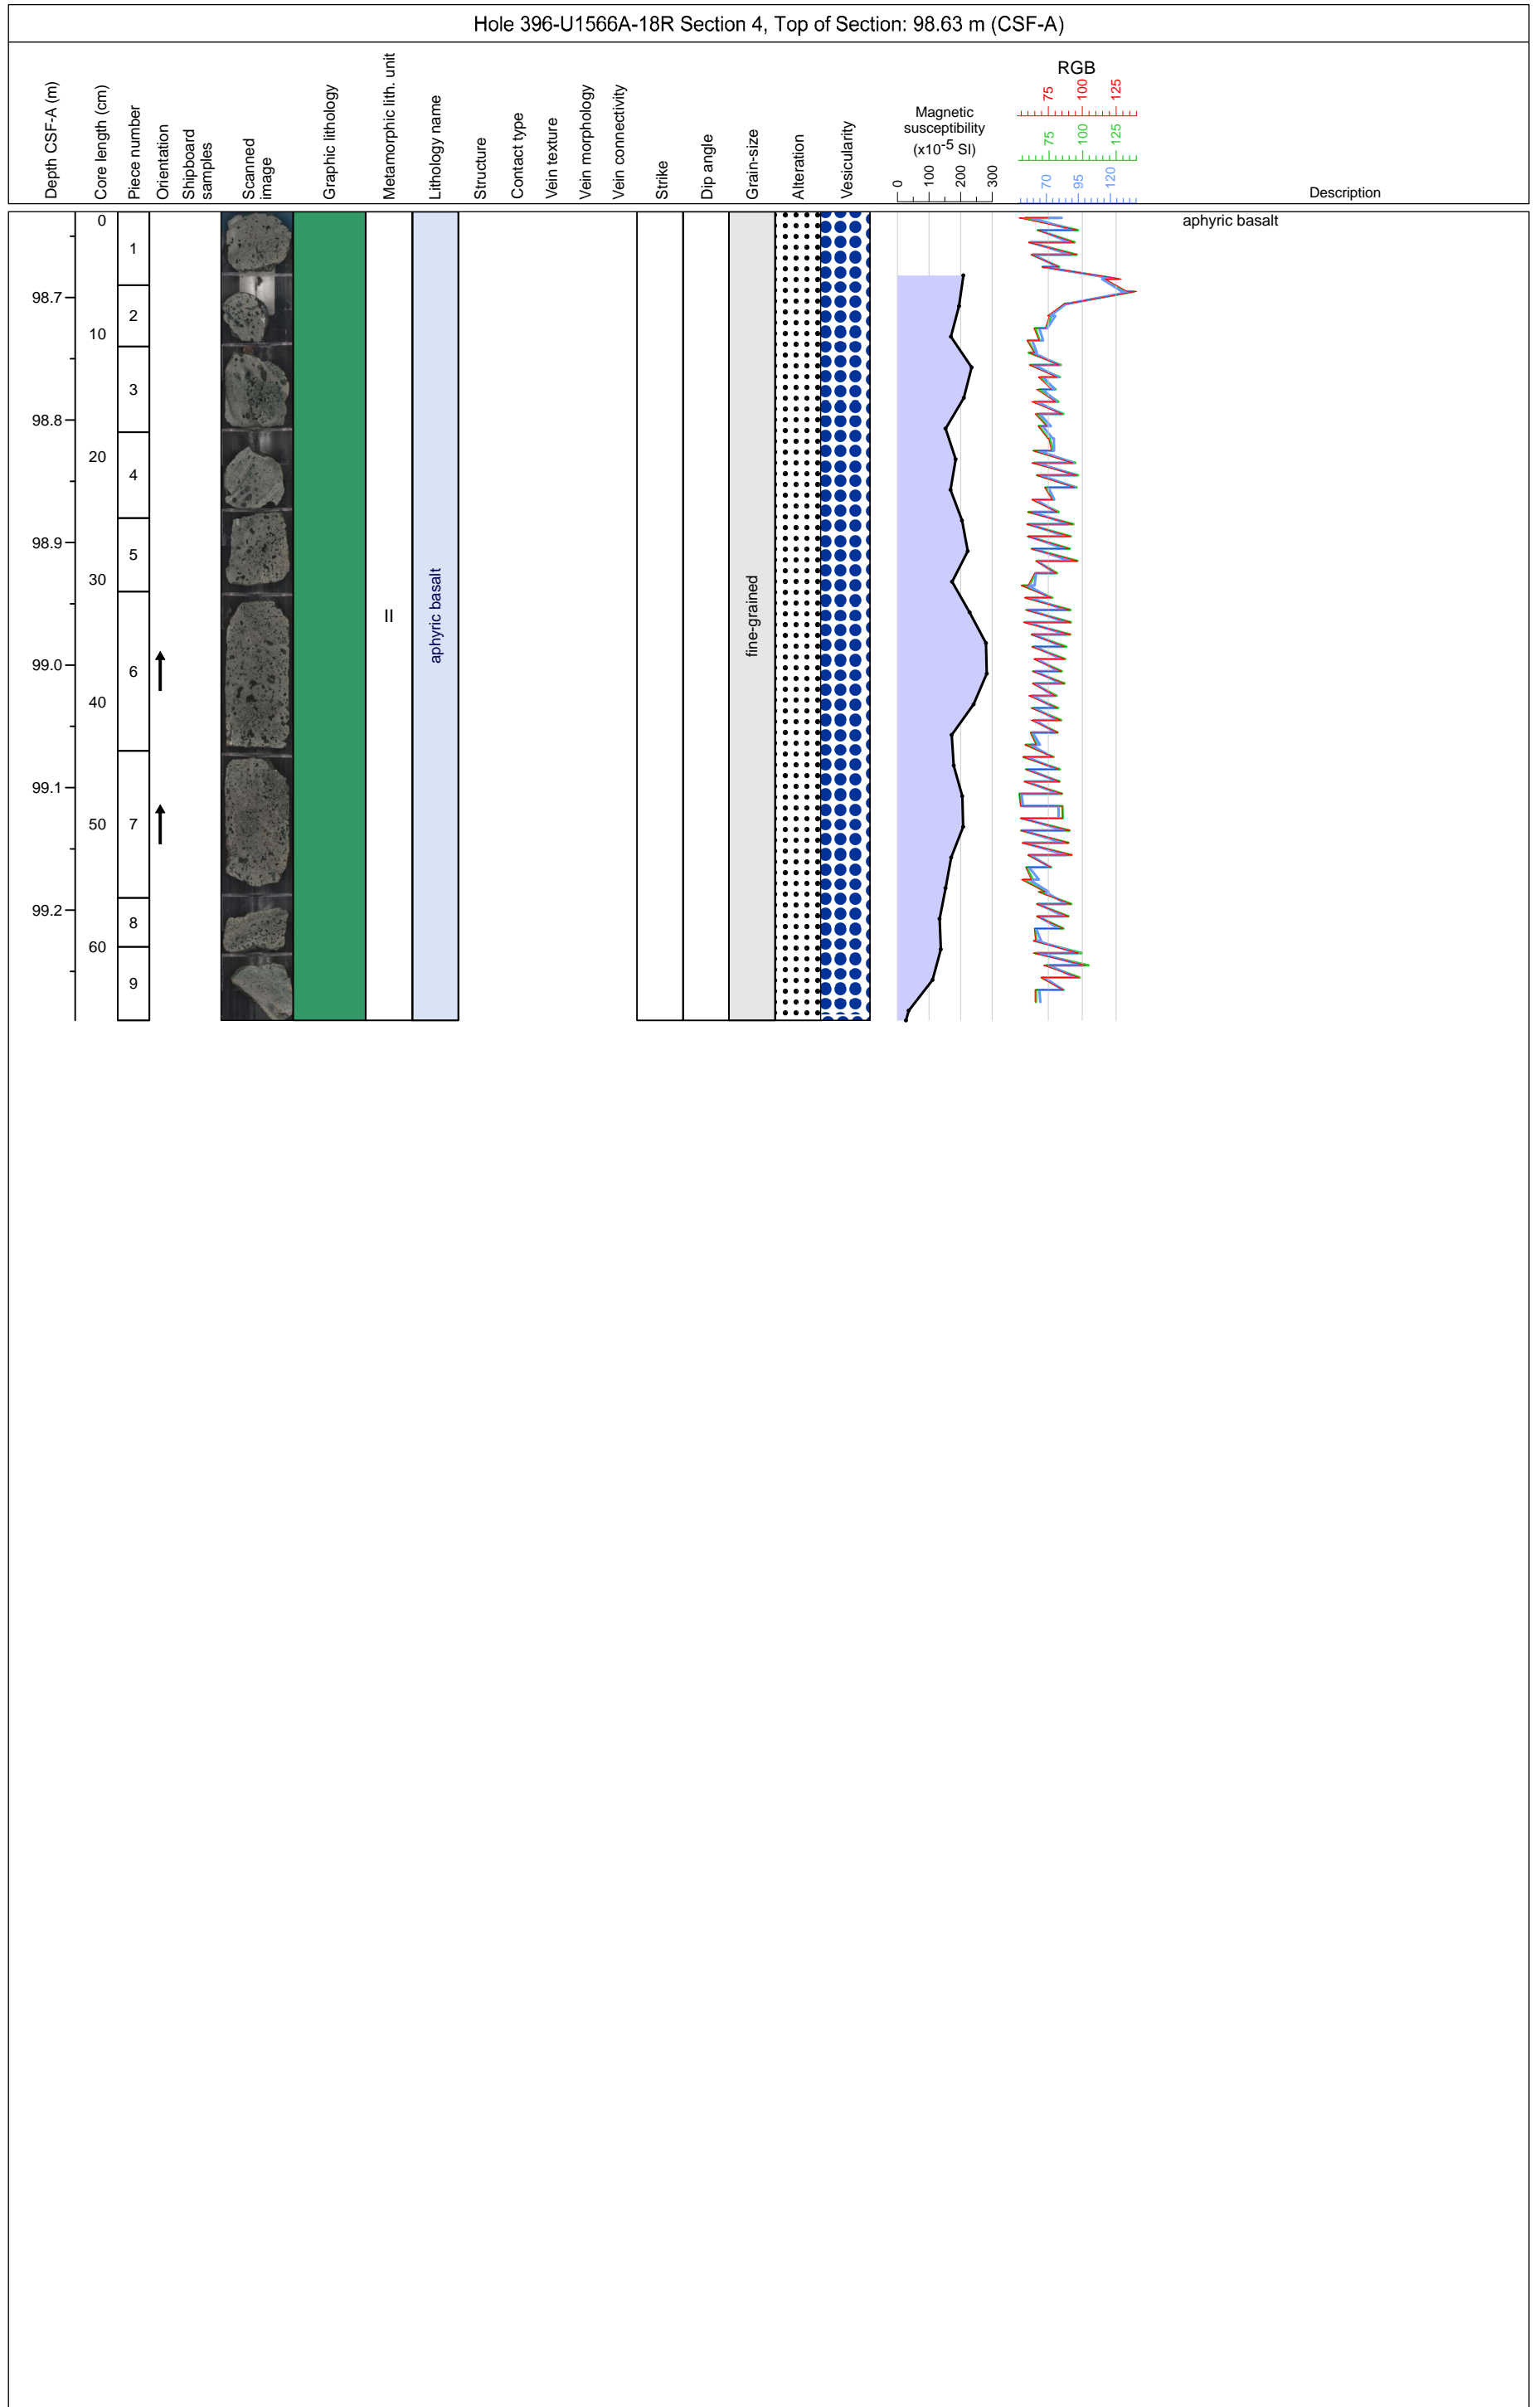 Hole 396-U1566A-18R Section 4, Top of Section: 98.63 m (CSF-A)
Depth CSF-A (m)
Core length (cm)
Piece number
Orientation
Shipboard
samples
Scanned
image
Graphic lithology
Metamorphic lith. unit
Lithology name
Structure
Contact type
Vein texture
Vein morphology
Vein connectivity
Strike
Dip angle
Grain-size
Alteration
Vesicularity
Magnetic
susceptibility
(x10-5 SI)
0
100
200
300
RGB
75
100
125
75
100
125
70
95
120
Description
98.7
98.8
98.9
99.0
99.1
99.2
0
10
20
30
40
50
60
1
2
3
4
5
6
7
8
9
II
aphyric basalt
fine-grained
aphyric basalt